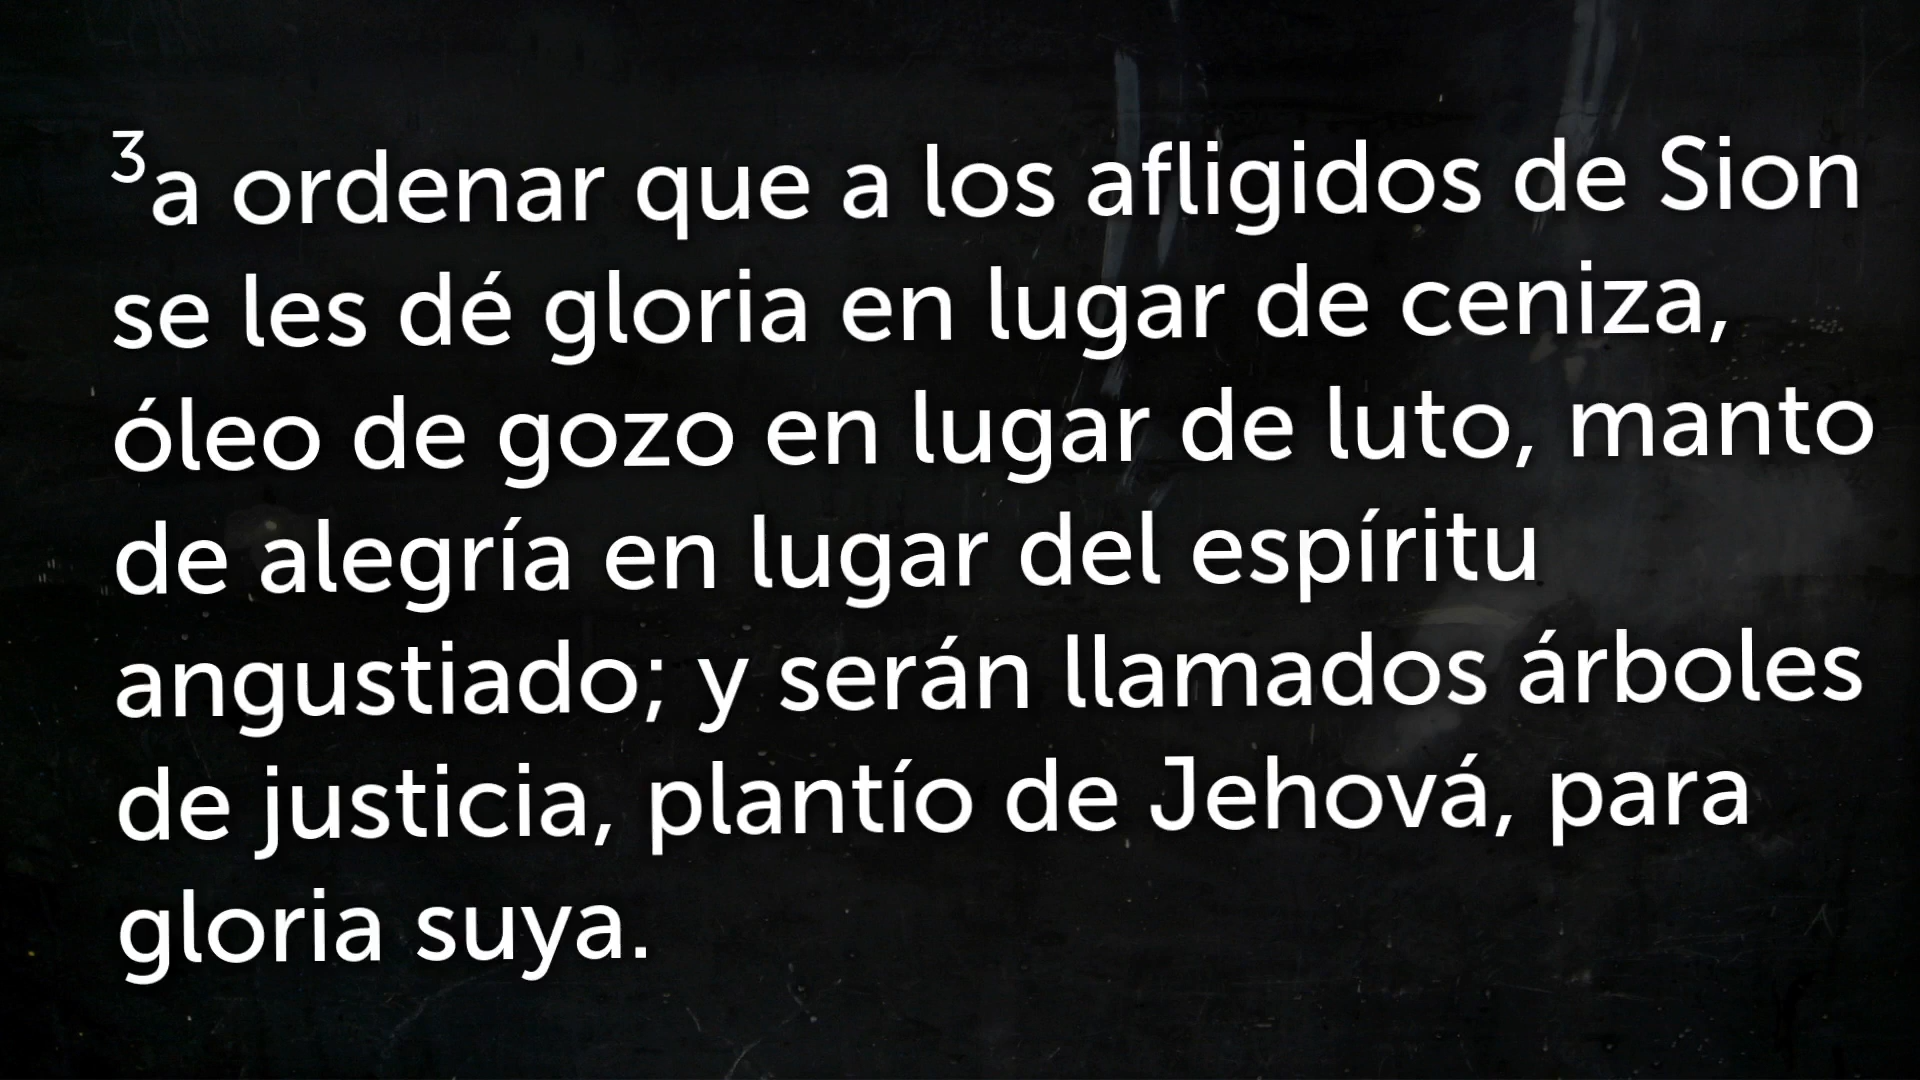 ³a ordenar que a los afligidos de Sion
se les dé gloria en lugar de ceniza,
óleo de gozo en lugar de luto, manto
de alegría en lugar del espíritu
angustiado; y serán llamados árboles
de justicia, plantío de Jehová, para
gloria suya.